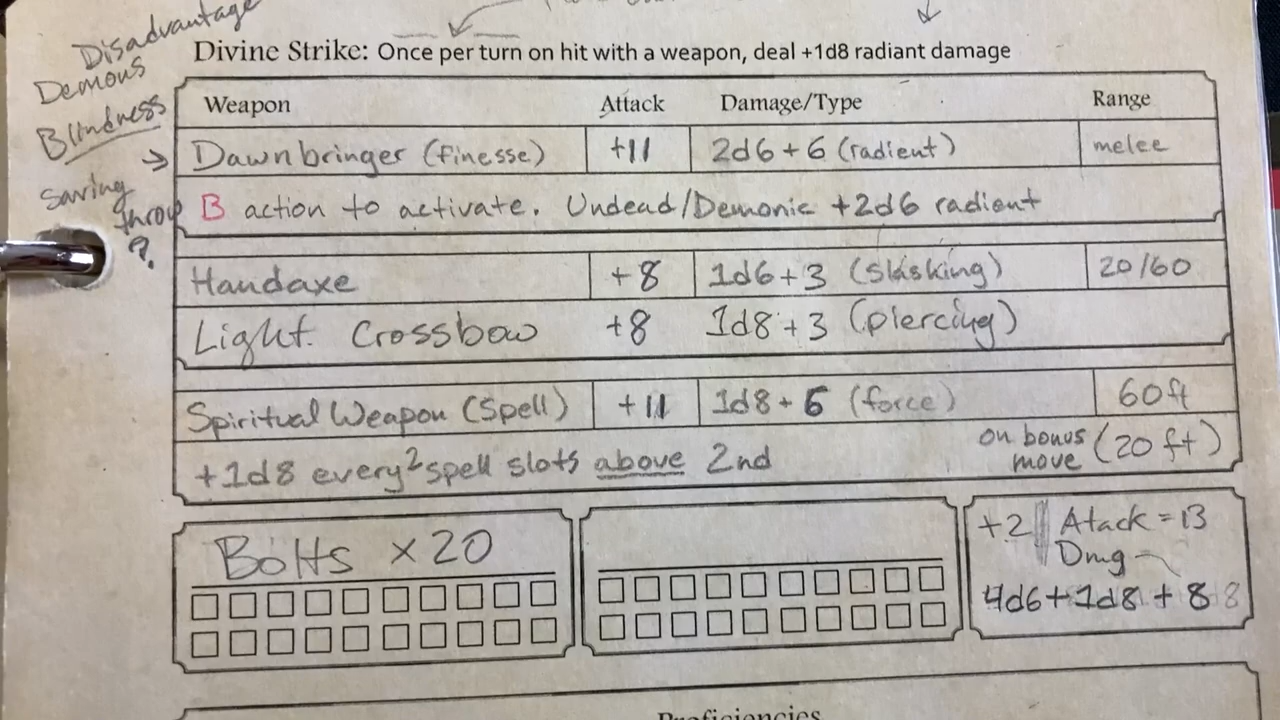 Disadvantage
Demons
Blindness
Saving
throw
?.
Divine Strike: Once per turn on hit with a weapon, deal +1d8 radiant damage
Weapon Attack Damage/Type Range
Dawnbringer (finesse) +11 2d6 + 6 (radient) melee
B action to activate. Undead/Demonic +2d6 radient
Handaxe +8 1d6+3 (Slasking) 20/60
Light Crossbow +8 1d8+3 (piercing)
Spiritual Weapon (Spell) +11 1d8 + 6 (force) 60ft
+1d8 every 2 spell slots above 2nd
on bonus move (20 ft)
Bolts x20
+2 Atack = 13
Dmg
4d6+1d8 + 8 8
Proficiencies